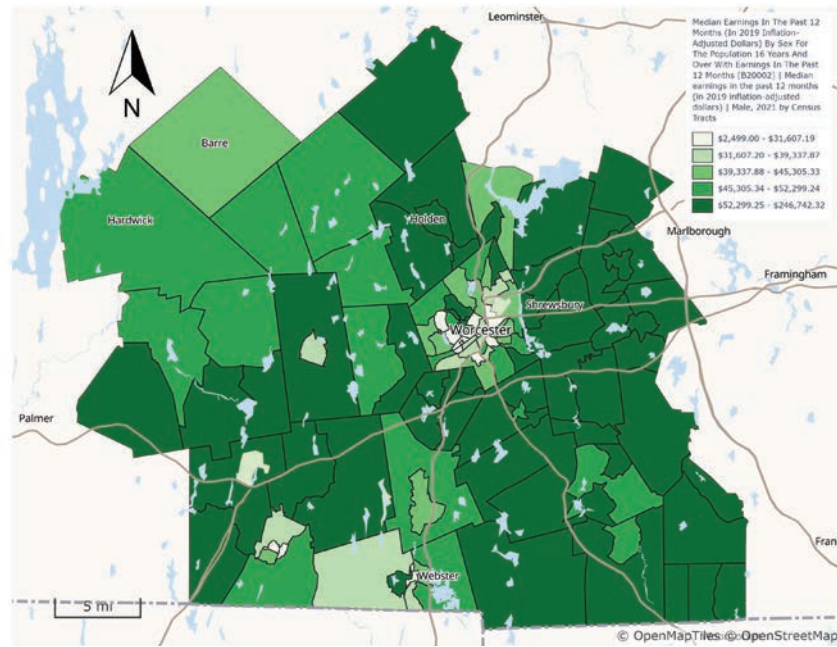 Leominster
Median Earnings In The Past 12
Months (In 2019 Inflation-
Adjusted Dollars) By Sex For
The Population 16 Years And
Over With Earnings In The Past
12 Months [B20002] | Median
earnings in the past 12 months
(in 2019 inflation-adjusted
dollars) | Male, 2021 by Census
Tracts
$2,499.00 - $31,607.19
$31,607.20 - $39,337.87
$39,337.88 - $45,305.33
$45,305.34 - $52,299.24
$52,299.25 - $246,742.32
N
Barre
Hardwick
Holden
Marlborough
Framingham
Shrewsbury
Worcester
Palmer
Fran
Webster
5 mi
© OpenMapTiles © OpenStreetMap